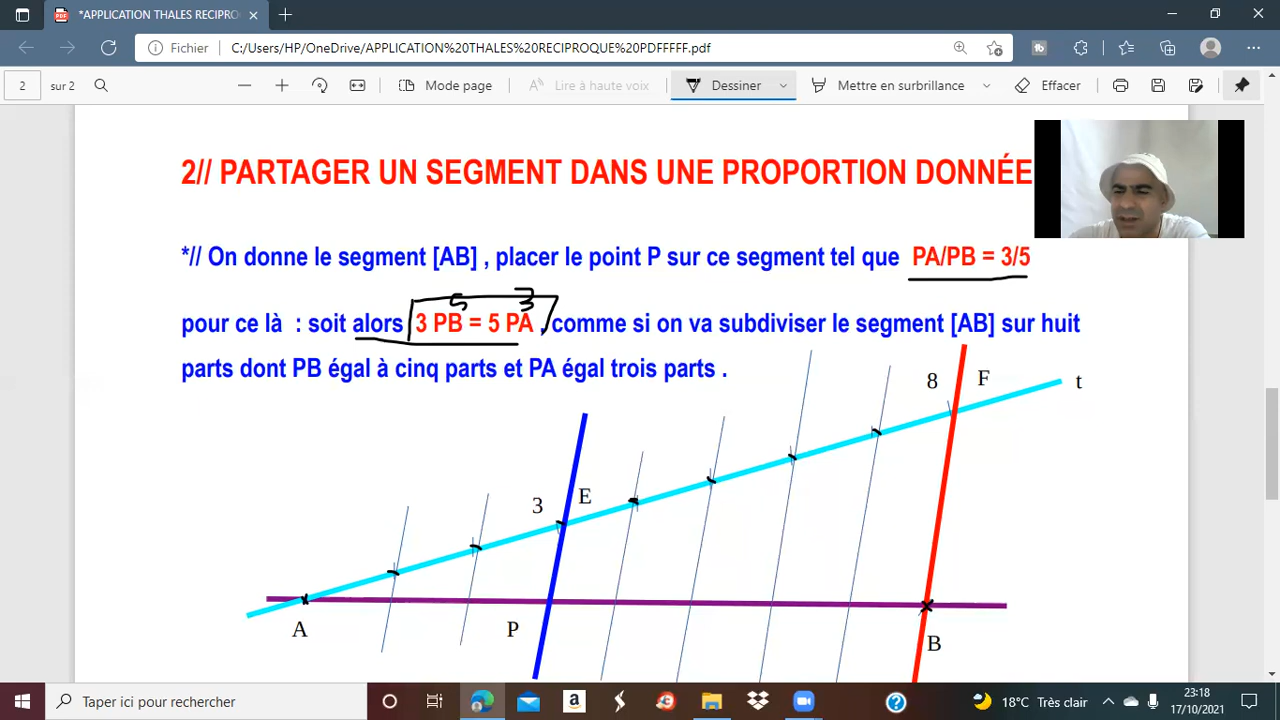 *APPLICATION THALES RECIPROQ
Fichier C:/Users/HP/OneDrive/APPLICATION%20THALES%20RECIPROQUE%20PDFFFFF.pdf
2 sur 2 Mode page Lire à haute voix Dessiner Mettre en surbrillance Effacer
2// PARTAGER UN SEGMENT DANS UNE PROPORTION DONNÉE
*// On donne le segment [AB] , placer le point P sur ce segment tel que PA/PB = 3/5
5 3
pour ce là : soit alors 3 PB = 5 PA , comme si on va subdiviser le segment [AB] sur huit
parts dont PB égal à cinq parts et PA égal trois parts .
8 F t
3 E
A P B
Taper ici pour rechercher
18°C Très clair
23:18
17/10/2021